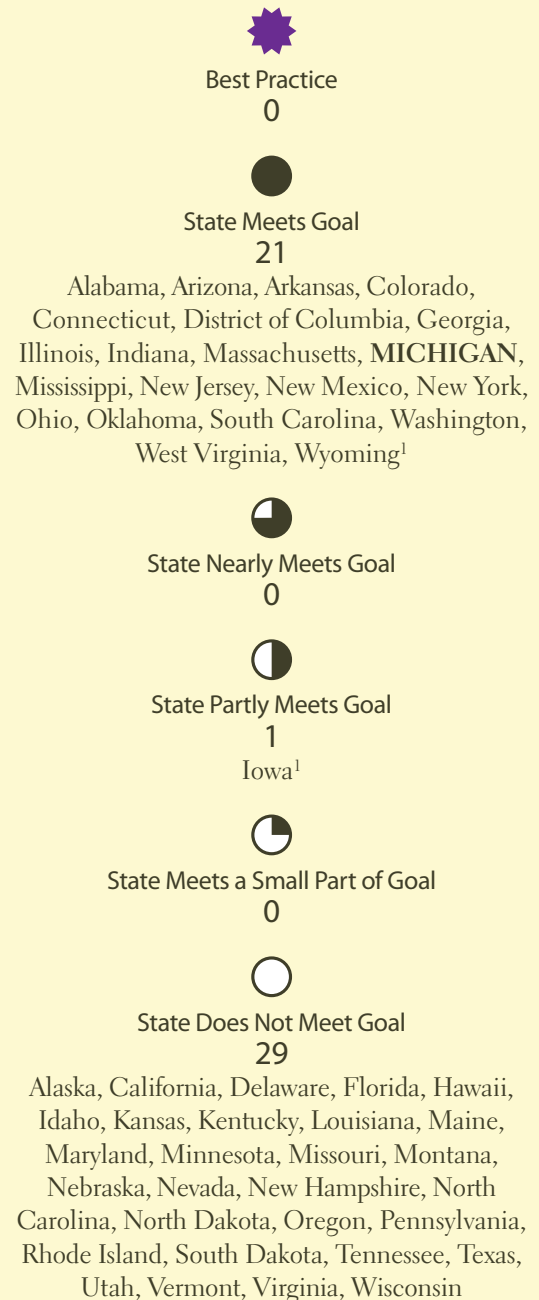 Best Practice
0
State Meets Goal
21
Alabama, Arizona, Arkansas, Colorado,
Connecticut, District of Columbia, Georgia,
Illinois, Indiana, Massachusetts, MICHIGAN,
Mississippi, New Jersey, New Mexico, New York,
Ohio, Oklahoma, South Carolina, Washington,
West Virginia, Wyoming¹
State Nearly Meets Goal
0
State Partly Meets Goal
1
Iowa¹
State Meets a Small Part of Goal
0
State Does Not Meet Goal
29
Alaska, California, Delaware, Florida, Hawaii,
Idaho, Kansas, Kentucky, Louisiana, Maine,
Maryland, Minnesota, Missouri, Montana,
Nebraska, Nevada, New Hampshire, North
Carolina, North Dakota, Oregon, Pennsylvania,
Rhode Island, South Dakota, Tennessee, Texas,
Utah, Vermont, Virginia, Wisconsin